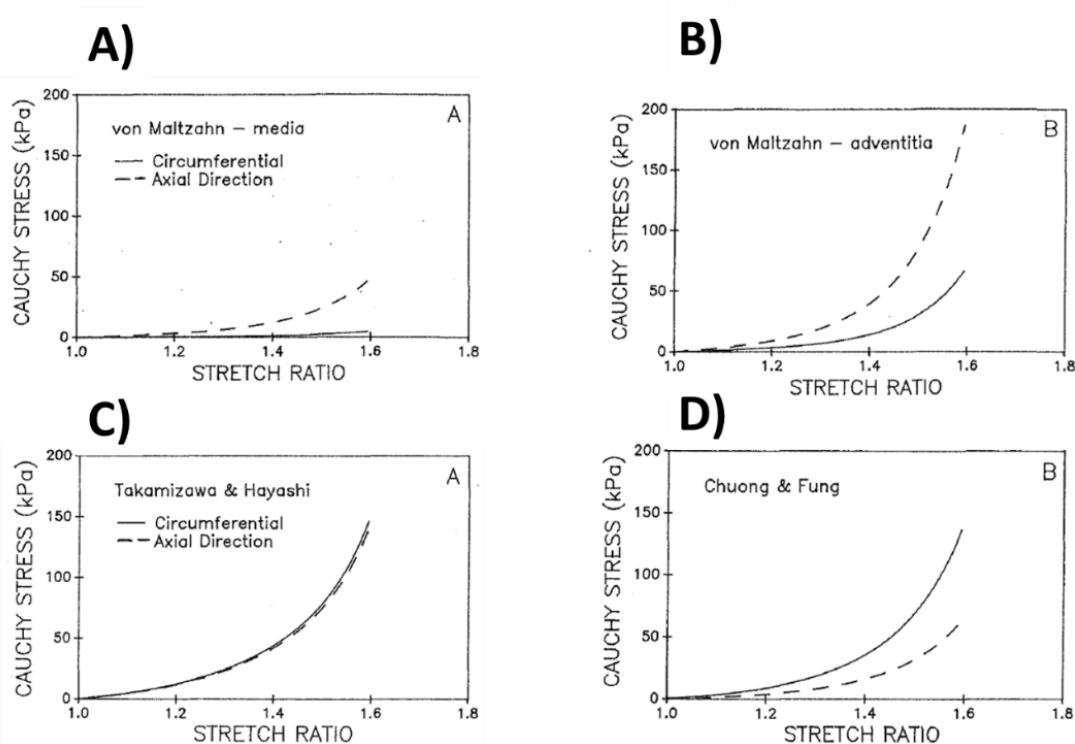 A)
B)
200
150
100
50
0
CAUCHY STRESS (kPa)
A
von Maltzahn – media
Circumferential
Axial Direction
1.0 1.2 1.4 1.6 1.8
STRETCH RATIO
200
150
100
50
0
CAUCHY STRESS (kPa)
B
von Maltzahn – adventitia
1.0 1.2 1.4 1.6 1.8
STRETCH RATIO
C)
D)
200
150
100
50
0
CAUCHY STRESS (kPa)
A
Takamizawa & Hayashi
Circumferential
Axial Direction
1.0 1.2 1.4 1.6 1.8
STRETCH RATIO
200
150
100
50
0
CAUCHY STRESS (kPa)
B
Chuong & Fung
1.0 1.2 1.4 1.6 1.8
STRETCH RATIO